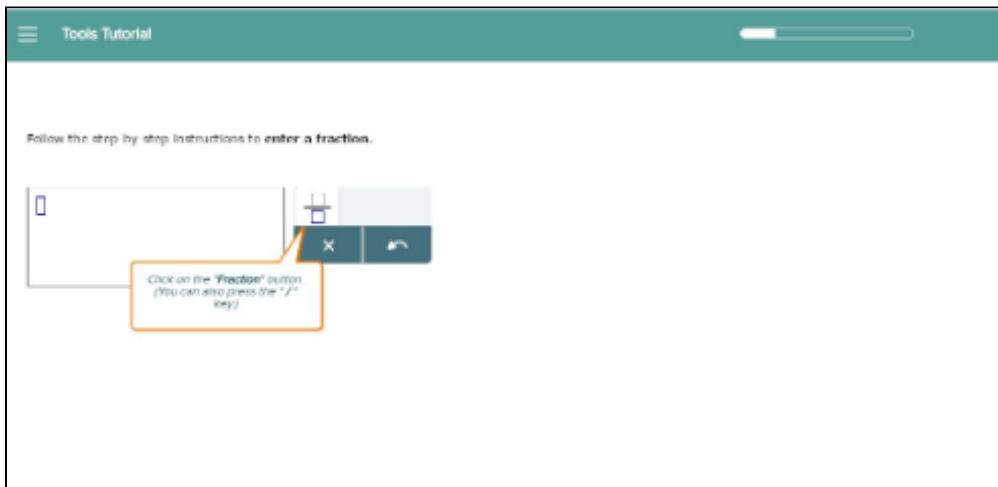 Tools Tutorial
Follow the step-by-step instructions to enter a fraction.
Click on the "Fraction" button.
(You can also press the "/"
key.)